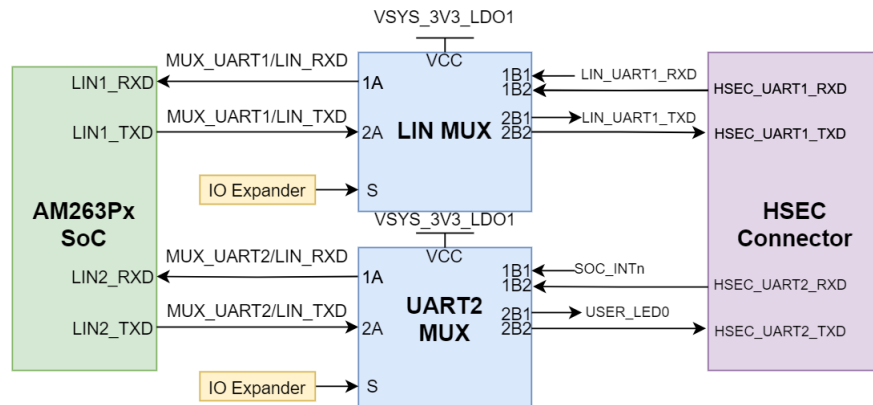 VSYS_3V3_LDO1
MUX_UART1/LIN_RXD
VCC
LIN1_RXD
1A
1B1
LIN_UART1_RXD
1B2
HSEC_UART1_RXD
MUX_UART1/LIN_TXD
2B1
LIN_UART1_TXD
LIN1_TXD
2A
LIN MUX
2B2
HSEC_UART1_TXD
IO Expander
S
AM263Px
SoC
HSEC
Connector
VSYS_3V3_LDO1
MUX_UART2/LIN_RXD
VCC
LIN2_RXD
1A
1B1
SOC_INTn
1B2
HSEC_UART2_RXD
MUX_UART2/LIN_TXD
UART2
MUX
2B1
USER_LED0
LIN2_TXD
2A
2B2
HSEC_UART2_TXD
IO Expander
S